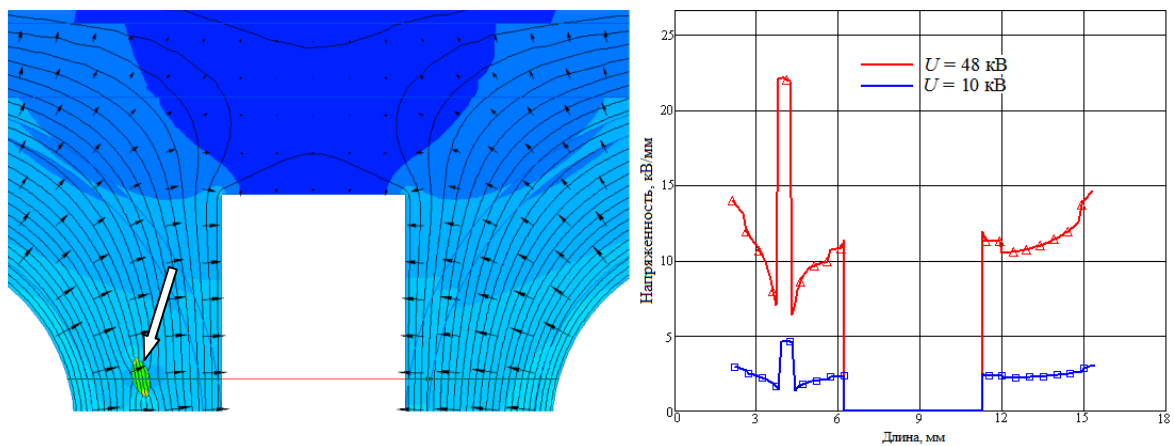 25
20
15
10
5
0
Напряженность, кВ/мм
U = 48 кВ
U = 10 кВ
0 3 6 9 12 15 18
Длина, мм